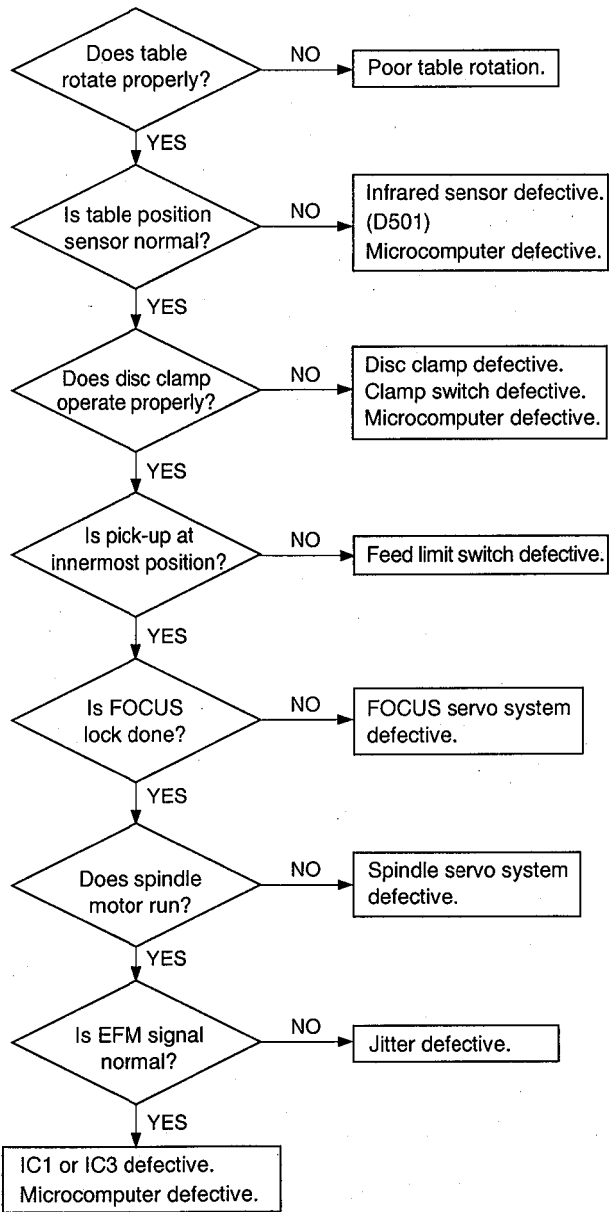 Does table
rotate properly?
NO
Poor table rotation.
YES
Is table position
sensor normal?
NO
Infrared sensor defective.
(D501)
Microcomputer defective.
YES
Does disc clamp
operate properly?
NO
Disc clamp defective.
Clamp switch defective.
Microcomputer defective.
YES
Is pick-up at
innermost position?
NO
Feed limit switch defective.
YES
Is FOCUS
lock done?
NO
FOCUS servo system
defective.
YES
Does spindle
motor run?
NO
Spindle servo system
defective.
YES
Is EFM signal
normal?
NO
Jitter defective.
YES
IC1 or IC3 defective.
Microcomputer defective.